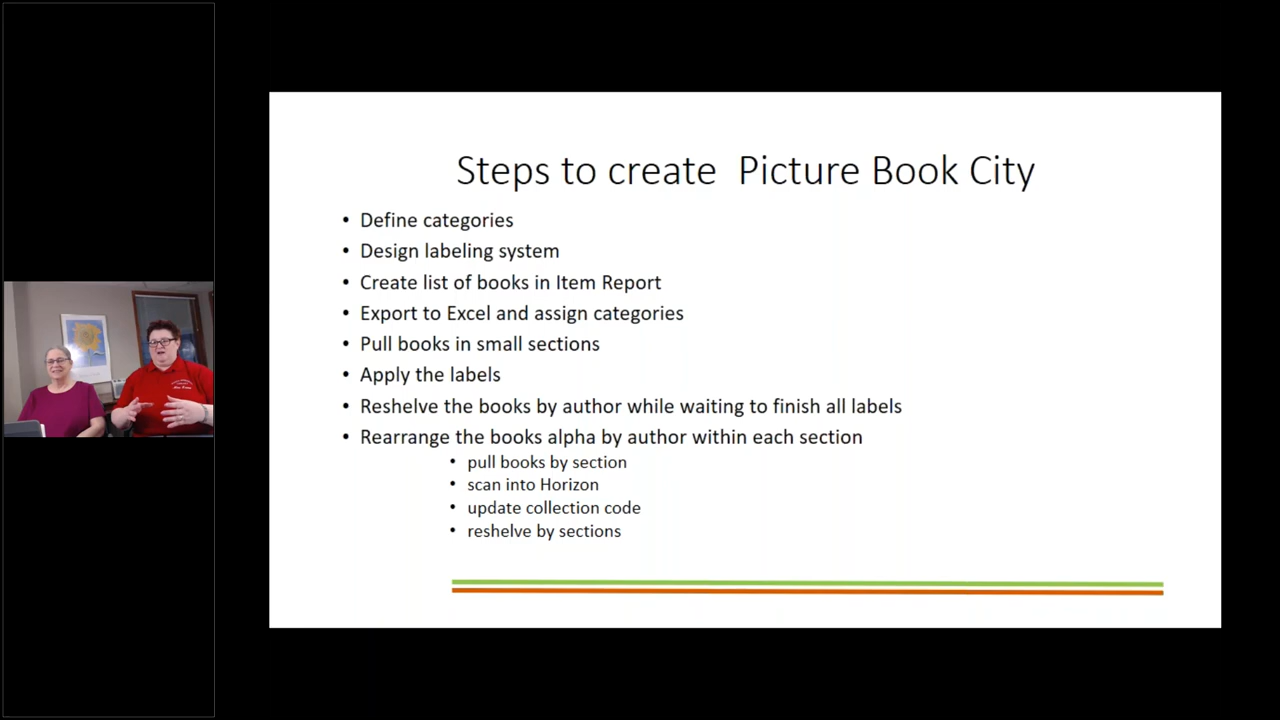 Steps to create  Picture Book City
• Define categories
• Design labeling system
• Create list of books in Item Report
• Export to Excel and assign categories
• Pull books in small sections
• Apply the labels
• Reshelve the books by author while waiting to finish all labels
• Rearrange the books alpha by author within each section
• pull books by section
• scan into Horizon
• update collection code
• reshelve by sections